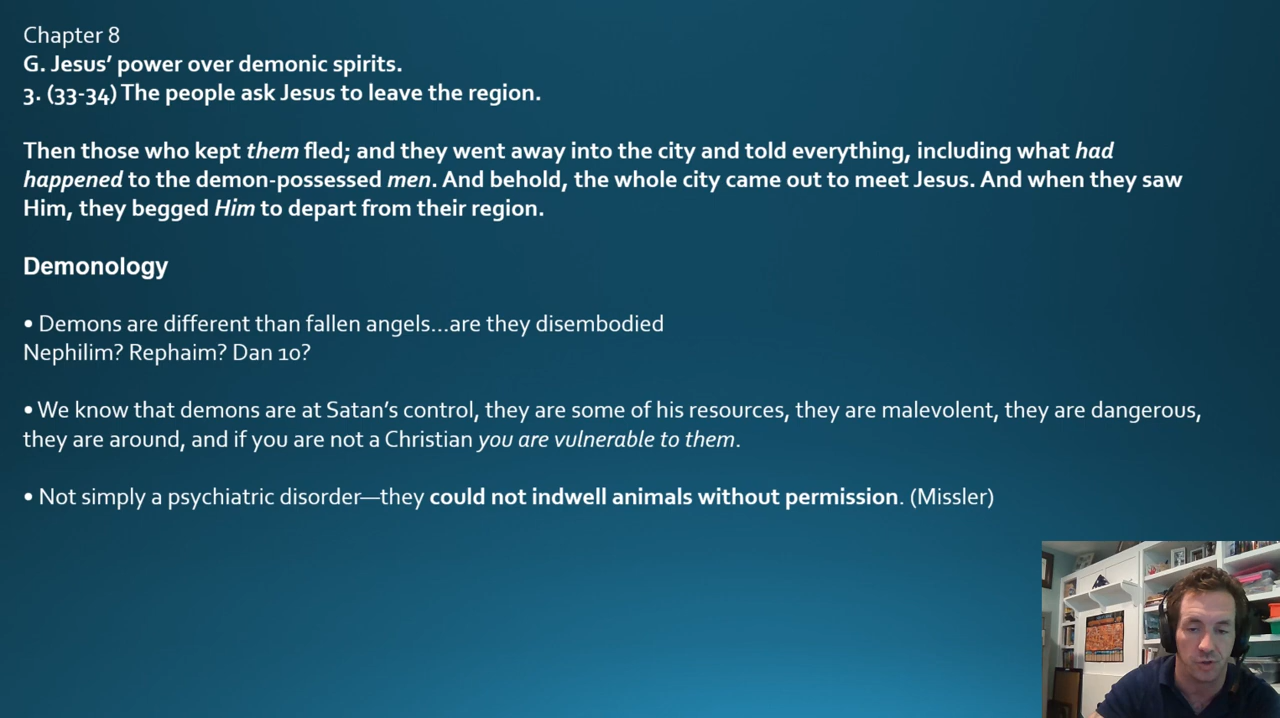 Chapter 8
G. Jesus’ power over demonic spirits.
3. (33-34) The people ask Jesus to leave the region.
Then those who kept them fled; and they went away into the city and told everything, including what had
happened to the demon-possessed men. And behold, the whole city came out to meet Jesus. And when they saw
Him, they begged Him to depart from their region.
Demonology
• Demons are different than fallen angels...are they disembodied
Nephilim? Rephaim? Dan 10?
• We know that demons are at Satan’s control, they are some of his resources, they are malevolent, they are dangerous,
they are around, and if you are not a Christian you are vulnerable to them.
• Not simply a psychiatric disorder—they could not indwell animals without permission. (Missler)